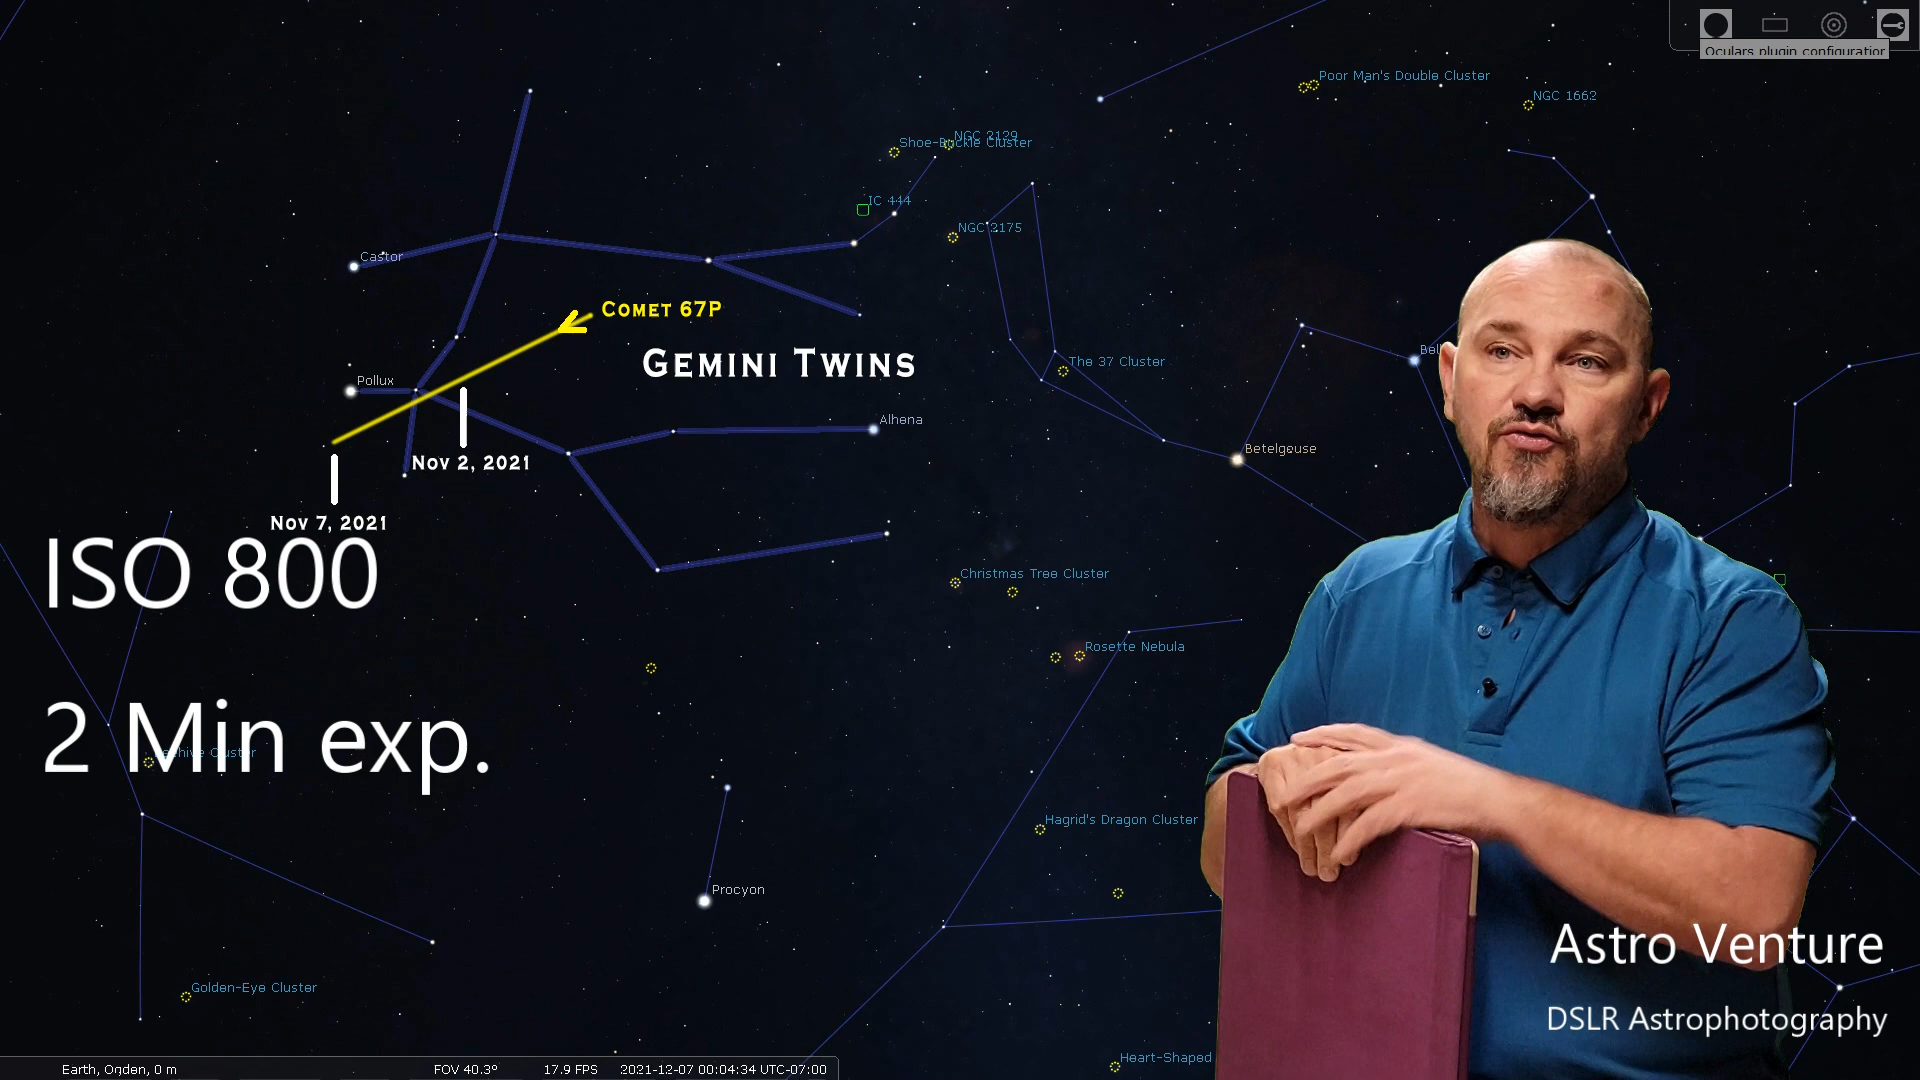 Oculars plugin configuration
Poor Man's Double Cluster
NGC 1662
NGC 2129
Shoe-Buckle Cluster
IC 444
NGC 2175
Castor
Comet 67P
Gemini Twins
The 37 Cluster
Bell
Pollux
Alhena
Betelgeuse
Nov 2, 2021
Nov 7, 2021
ISO 800
Christmas Tree Cluster
Rosette Nebula
2 Min exp.
Beehive Cluster
Hagrid's Dragon Cluster
Procyon
Astro Venture
Golden-Eye Cluster
DSLR Astrophotography
Heart-Shaped
Earth, Ogden, 0 m
FOV 40.3°
17.9 FPS
2021-12-07 00:04:34 UTC-07:00